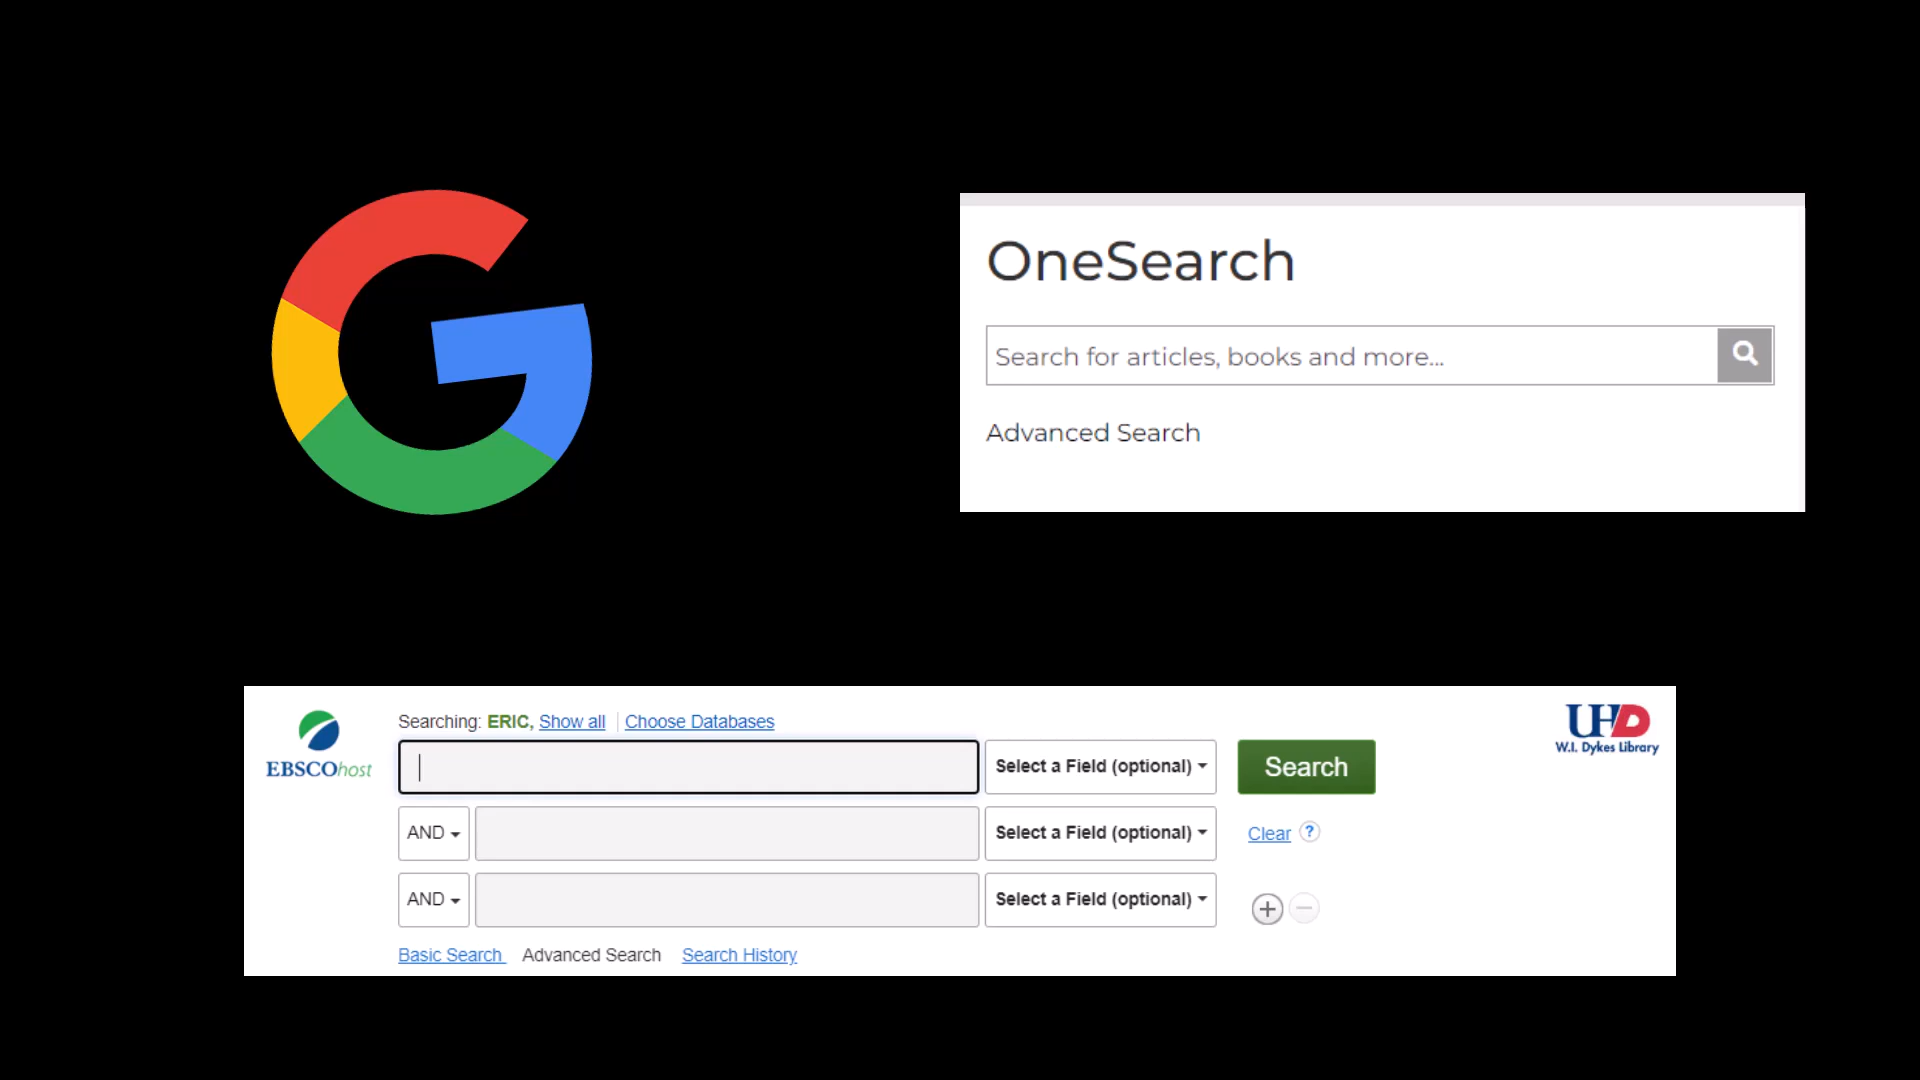 OneSearch
Search for articles, books and more...
Advanced Search
Searching: ERIC, Show all | Choose Databases
EBSCOhost
Select a Field (optional)
Search
UHD
W.I. Dykes Library
AND
Select a Field (optional)
Clear ?
AND
Select a Field (optional)
Basic Search Advanced Search Search History